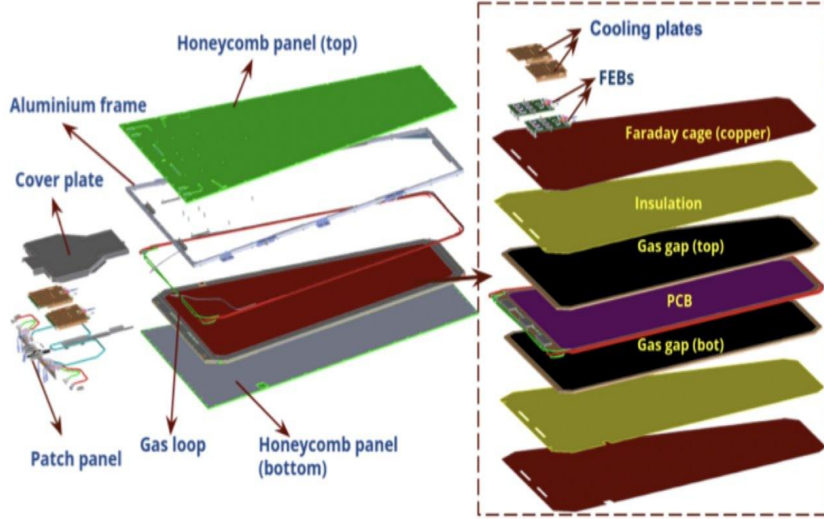 Honeycomb panel (top)
Aluminium frame
Cover plate
Patch panel
Gas loop
Honeycomb panel
(bottom)
Cooling plates
FEBs
Faraday cage (copper)
Insulation
Gas gap (top)
PCB
Gas gap (bot)